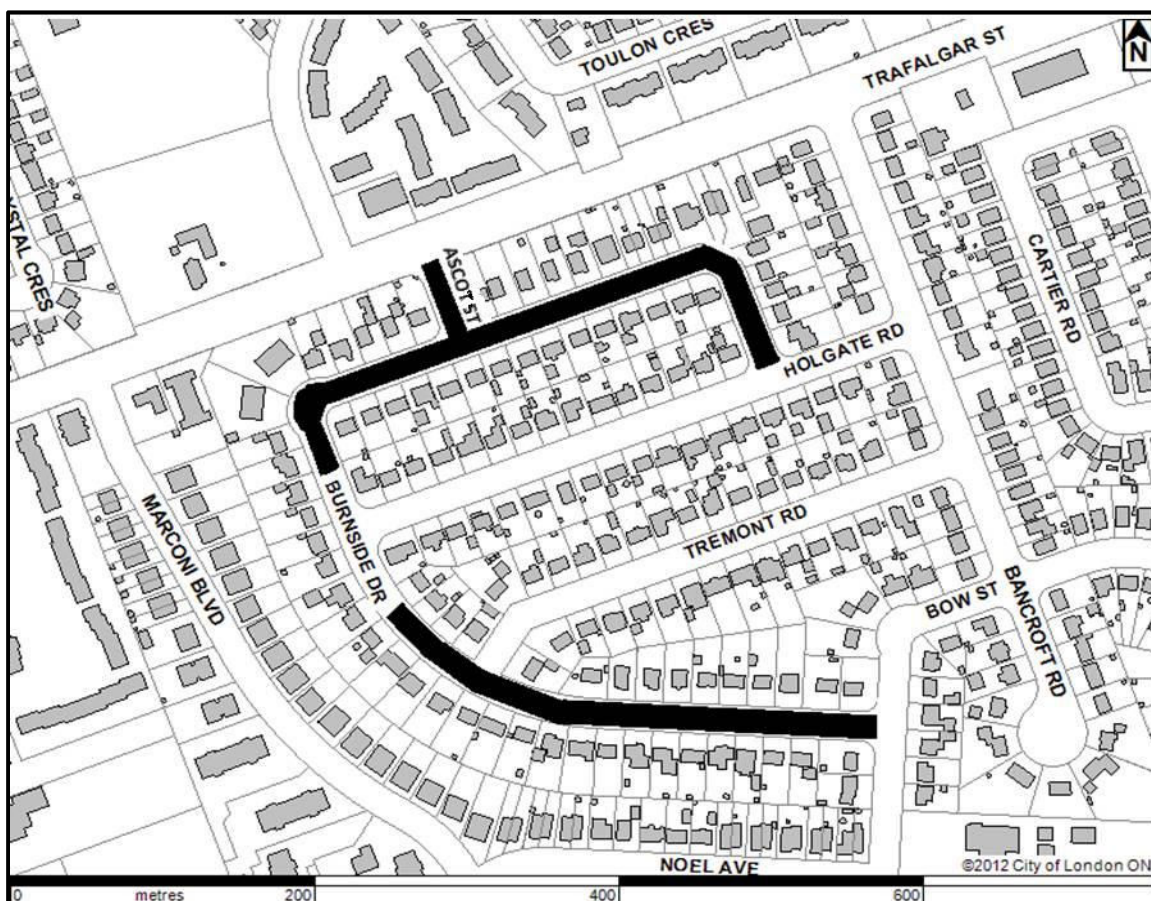 TOULON CRES
TRAFALGAR ST
N
STAL CRES
ASCOT ST
CARTIER RD
HOLGATE RD
BURNSIDE DR
MARCONI BLVD
TREMONT RD
BOW ST
BANCROFT RD
NOEL AVE
©2012 City of London ON
0 metres 200 400 600